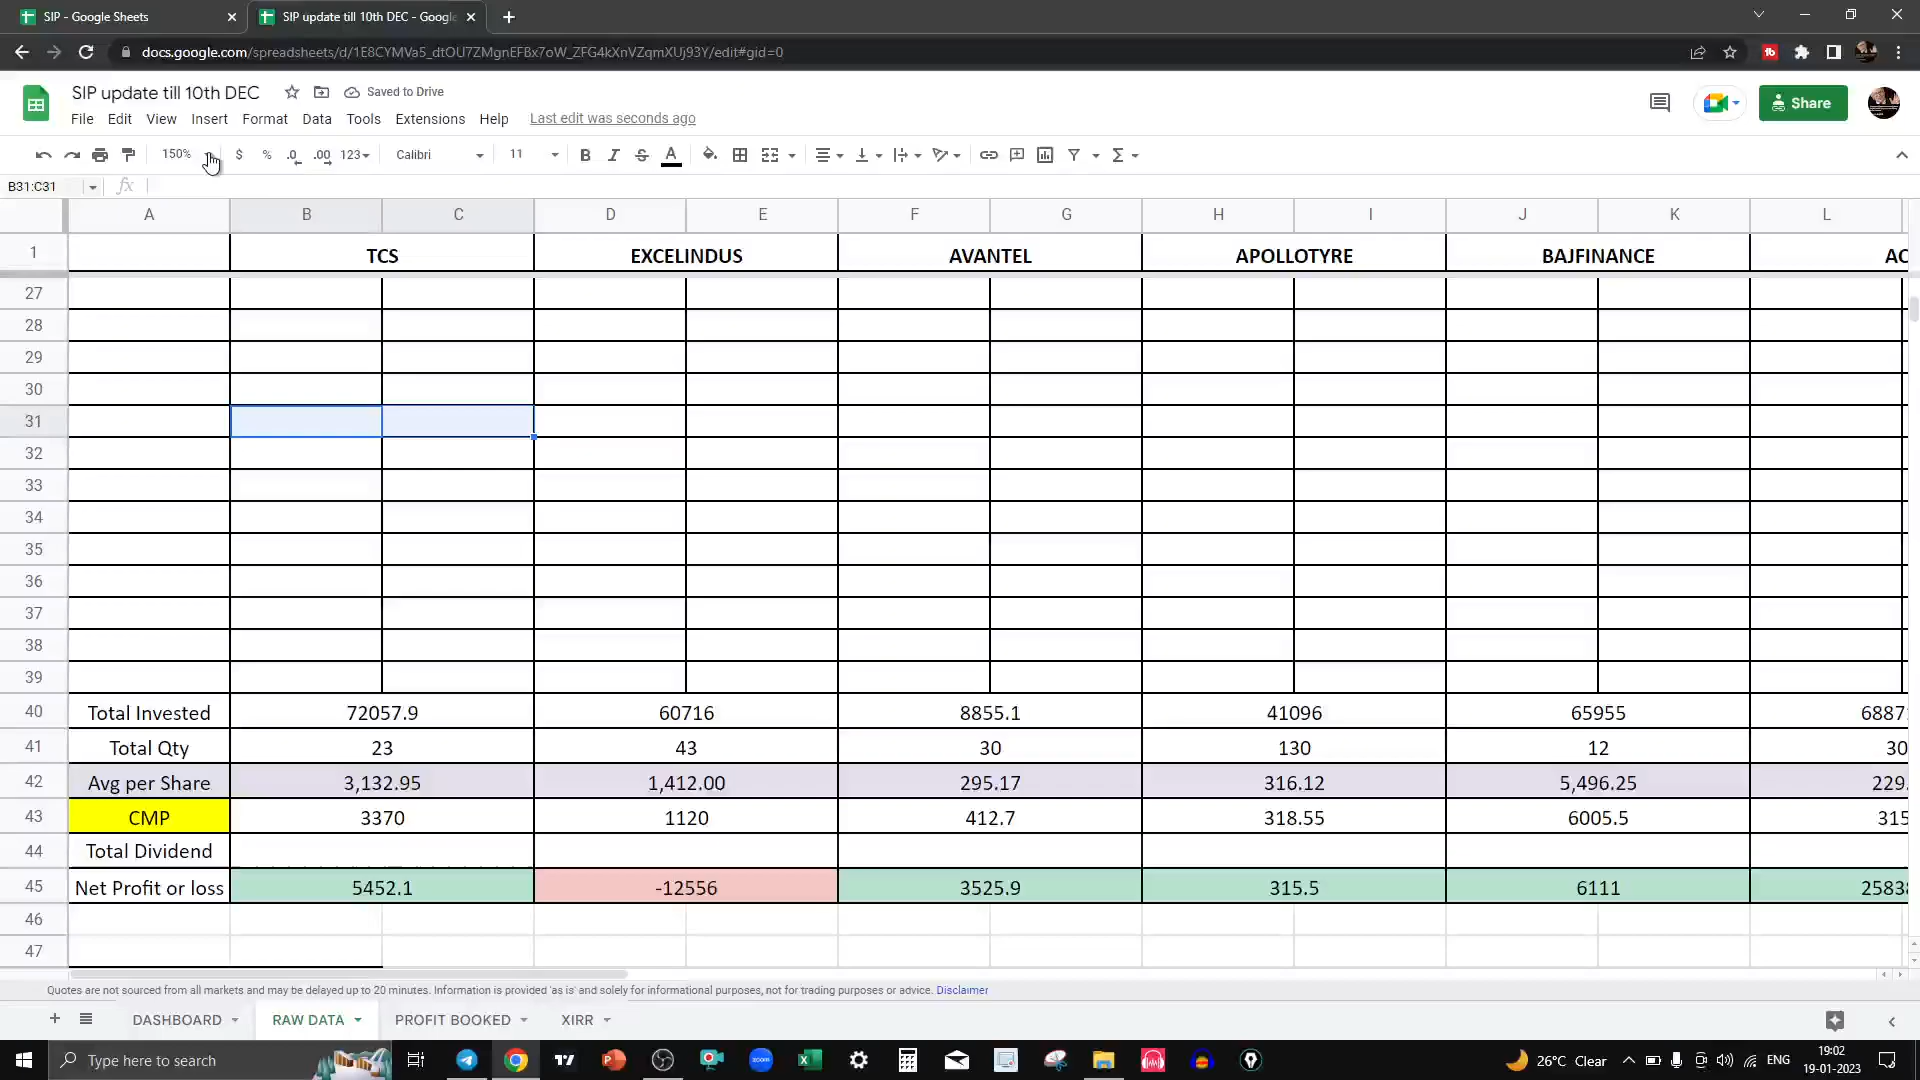 SIP - Google Sheets
SIP update till 10th DEC - Google
docs.google.com/spreadsheets/d/1E8CYMVa5_dtOU7ZMgnEFBx7oW_ZFG4kXnVZqmXUj93Y/edit#gid=0
SIP update till 10th DEC
Saved to Drive
File Edit View Insert Format Data Tools Extensions Help Last edit was seconds ago
Share
150% $ % .0 .00 123 Calibri 11 B I S A
B31:C31 fx
A B C D E F G H I J K L
1 TCS EXCELINDUS AVANTEL APOLLOTYRE BAJFINANCE AC
27
28
29
30
31
32
33
34
35
36
37
38
39
40 Total Invested 72057.9 60716 8855.1 41096 65955 6887
41 Total Qty 23 43 30 130 12 30
42 Avg per Share 3,132.95 1,412.00 295.17 316.12 5,496.25 229.
43 CMP 3370 1120 412.7 318.55 6005.5 315
44 Total Dividend
45 Net Profit or loss 5452.1 -12556 3525.9 315.5 6111 2583
46
47
Quotes are not sourced from all markets and may be delayed up to 20 minutes. Information is provided 'as is' and solely for informational purposes, not for trading purposes or advice. Disclaimer
DASHBOARD RAW DATA PROFIT BOOKED XIRR
Type here to search
zoom
26°C Clear
ENG
19:02
19-01-2023